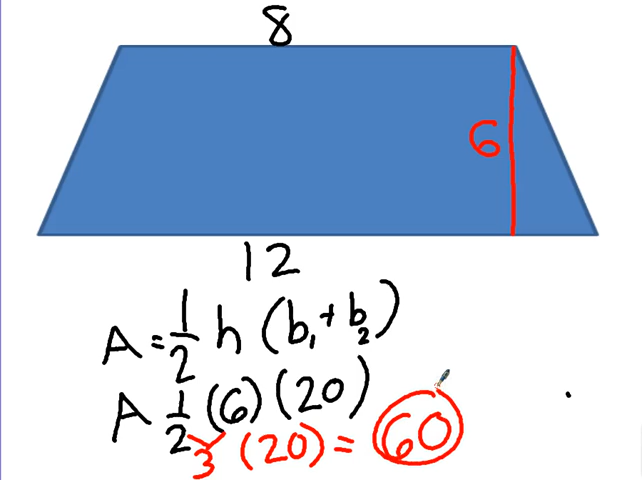 8
6
12
A = 1/2 h (b₁ + b₂)
A 1/2 (6) (20)
3 (20) = 60